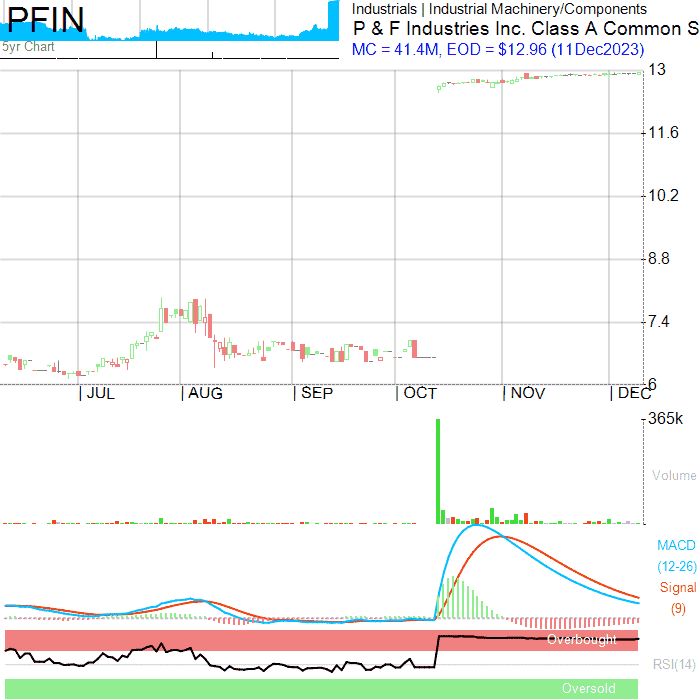 PFIN
5yr Chart
Industrials | Industrial Machinery/Components
P & F Industries Inc. Class A Common S
MC = 41.4M, EOD = $12.96 (11Dec2023)
13
11.6
10.2
8.8
7.4
6
| JUL | AUG | SEP | OCT | NOV | DEC
365k
Volume
MACD
(12-26)
Signal
(9)
Overbought
RSI(14)
Oversold